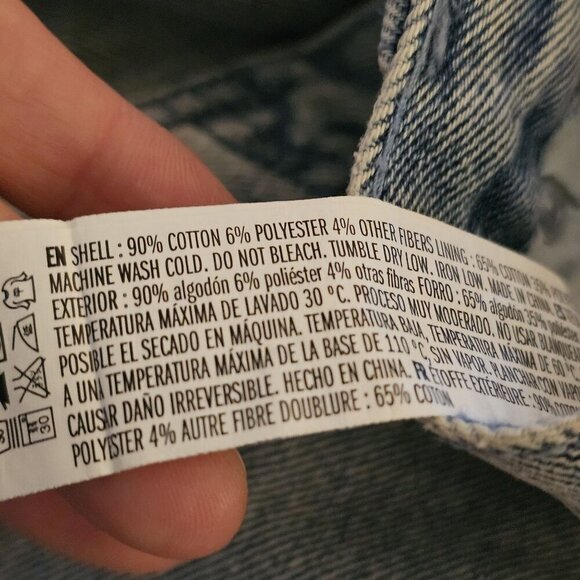 EN SHELL : 90% COTTON 6% POLYESTER 4% OTHER FIBERS LINING : 65% COTTON
MACHINE WASH COLD. DO NOT BLEACH. TUMBLE DRY LOW. IRON LOW. MADE IN CHINA
EXTERIOR : 90% algodón 6% poliéster 4% otras fibras FORRO : 65% algodón 35% poliéster
TEMPERATURA MÁXIMA DE LAVADO 30 °C. PROCESO MUY MODERADO. NO USAR
POSIBLE EL SECADO EN MÁQUINA. TEMPERATURA BAJA, TEMPERATURA MÁXIMA DE 60 °C
A UNA TEMPERATURA MÁXIMA DE LA BASE DE 110 °C, SIN VAPOR. PLANCHAR CON VAPOR
CAUSAR DAÑO IRREVERSIBLE. HECHO EN CHINA. FR ÉTOFFE EXTÉRIEURE : 90% COTON
POLYESTER 4% AUTRE FIBRE DOUBLURE : 65% COTON